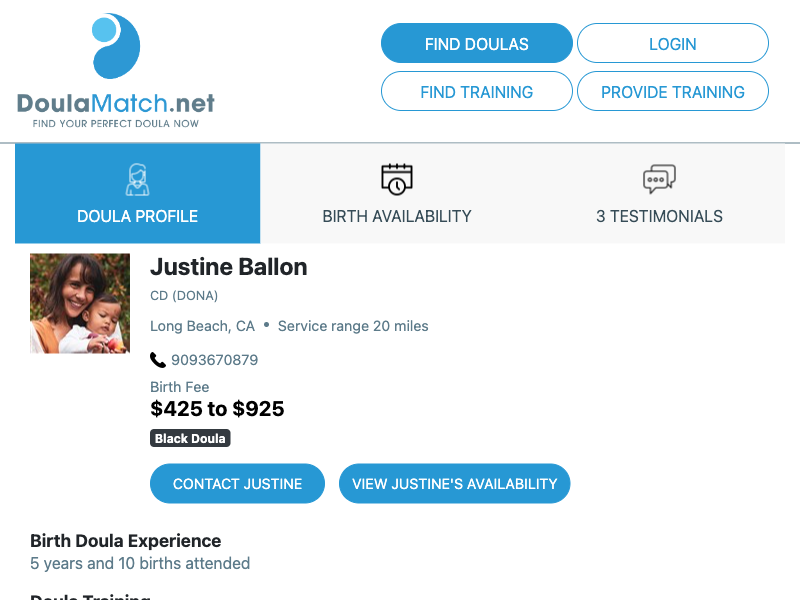 DoulaMatch.net
FIND YOUR PERFECT DOULA NOW
FIND DOULAS
LOGIN
FIND TRAINING
PROVIDE TRAINING
DOULA PROFILE
BIRTH AVAILABILITY
3 TESTIMONIALS
Justine Ballon
CD (DONA)
Long Beach, CA • Service range 20 miles
9093670879
Birth Fee
$425 to $925
Black Doula
CONTACT JUSTINE
VIEW JUSTINE'S AVAILABILITY
Birth Doula Experience
5 years and 10 births attended
Doula Training